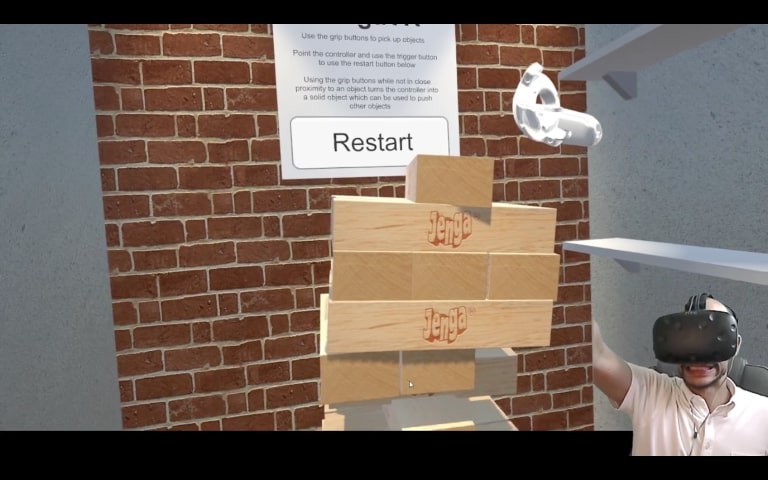 Use the grip buttons to pick up objects
Point the controller and use the trigger button
to use the restart button below
Using the grip buttons while not in close
proximity to an object turns the controller into
a solid object which can be used to push
other objects
Restart
Jenga
Jenga